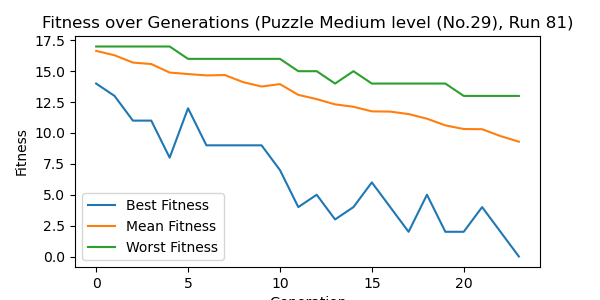 Fitness over Generations (Puzzle Medium level (No.29), Run 81)
Fitness
17.5
15.0
12.5
10.0
7.5
5.0
2.5
0.0
Best Fitness
Mean Fitness
Worst Fitness
0 5 10 15 20
Generation